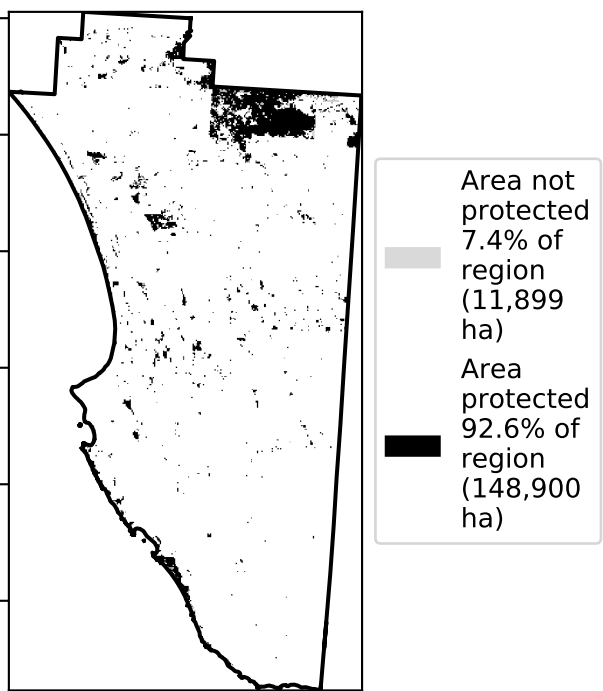 Area not
protected
7.4% of
region
(11,899
ha)
Area
protected
92.6% of
region
(148,900
ha)